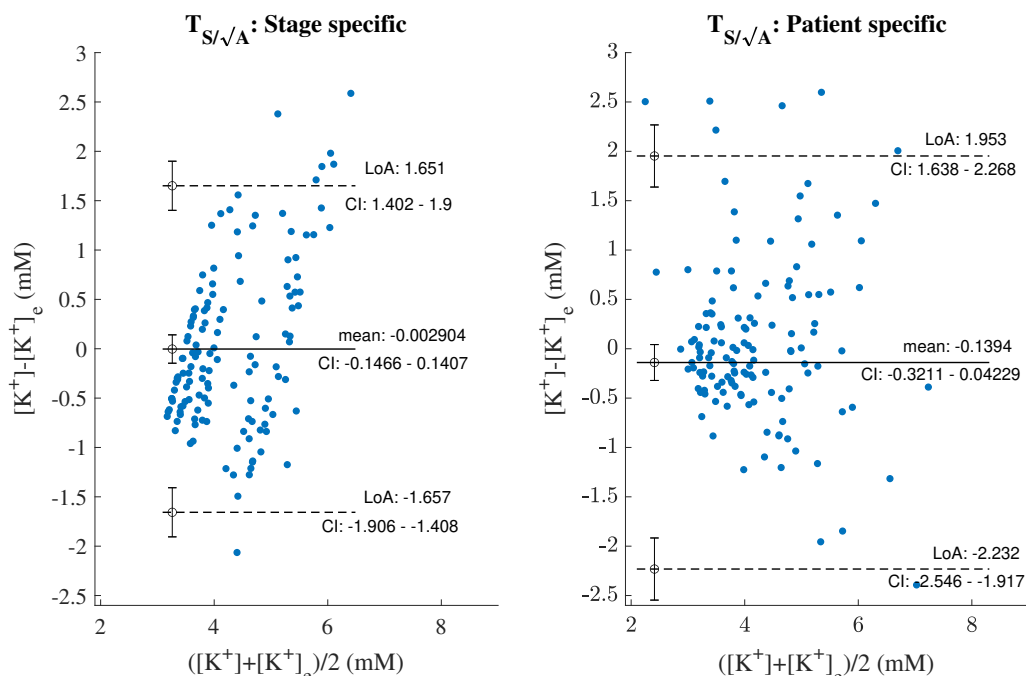 T_S/√A: Stage specific
3
2.5
2
1.5
1
0.5
0
-0.5
-1
-1.5
-2
-2.5
[K⁺]-[K⁺]_e (mM)
LoA: 1.651
CI: 1.402 - 1.9
mean: -0.002904
CI: -0.1466 - 0.1407
LoA: -1.657
CI: -1.906 - -1.408
2
4
6
8
([K⁺]+[K⁺]_e)/2 (mM)
T_S/√A: Patient specific
3
2.5
2
1.5
1
0.5
0
-0.5
-1
-1.5
-2
-2.5
[K⁺]-[K⁺]_e (mM)
LoA: 1.953
CI: 1.638 - 2.268
mean: -0.1394
CI: -0.3211 - 0.04229
LoA: -2.232
CI: -2.546 - -1.917
2
4
6
8
([K⁺]+[K⁺]_e)/2 (mM)